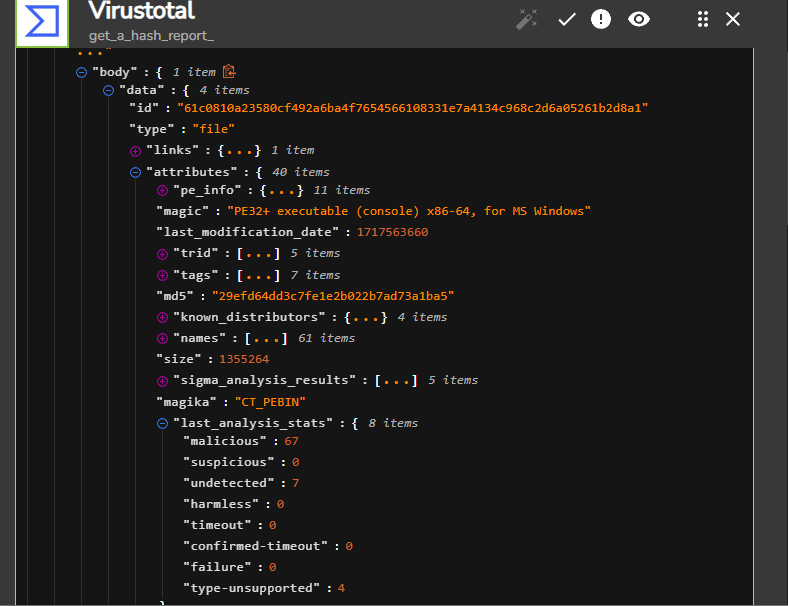 Virustotal
get_a_hash_report_
..."
"body" : { 1 item
"data" : { 4 items
"id" : "61c0810a23580cf492a6ba4f7654566108331e7a4134c968c2d6a05261b2d8a1"
"type" : "file"
"links" : {...} 1 item
"attributes" : { 40 items
"pe_info" : {...} 11 items
"magic" : "PE32+ executable (console) x86-64, for MS Windows"
"last_modification_date" : 1717563660
"trid" : [...] 5 items
"tags" : [...] 7 items
"md5" : "29efd64dd3c7fe1e2b022b7ad73a1ba5"
"known_distributors" : {...} 4 items
"names" : [...] 61 items
"size" : 1355264
"sigma_analysis_results" : [...] 5 items
"magika" : "CT_PEBIN"
"last_analysis_stats" : { 8 items
"malicious" : 67
"suspicious" : 0
"undetected" : 7
"harmless" : 0
"timeout" : 0
"confirmed-timeout" : 0
"failure" : 0
"type-unsupported" : 4
}